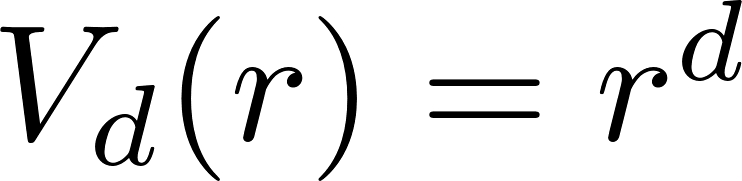 V_d(r) = r^d